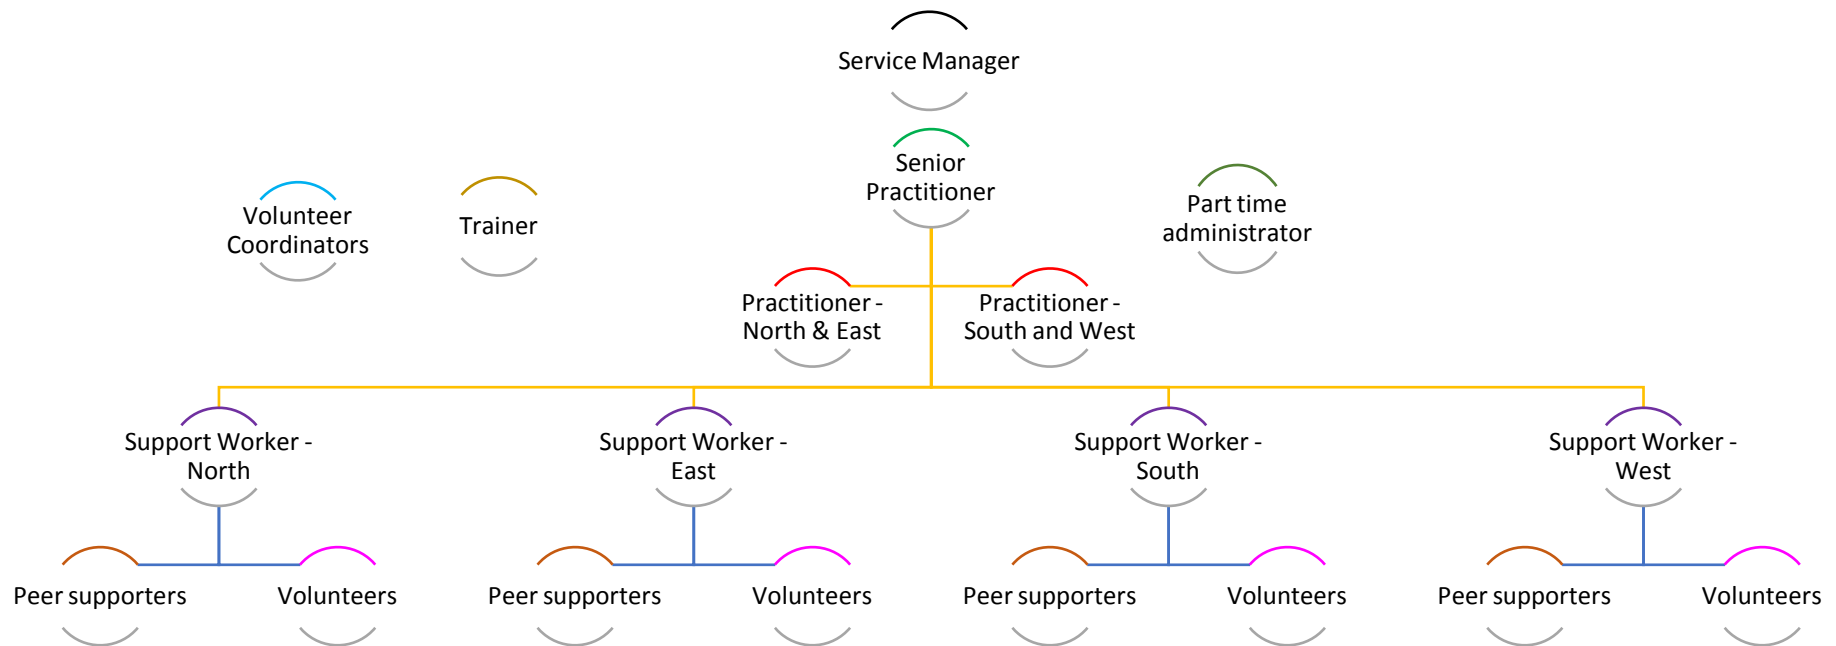 Service Manager
Senior
Practitioner
Volunteer
Coordinators
Trainer
Part time
administrator
Practitioner -
North & East
Practitioner -
South and West
Support Worker -
North
Support Worker -
East
Support Worker -
South
Support Worker -
West
Peer supporters
Volunteers
Peer supporters
Volunteers
Peer supporters
Volunteers
Peer supporters
Volunteers